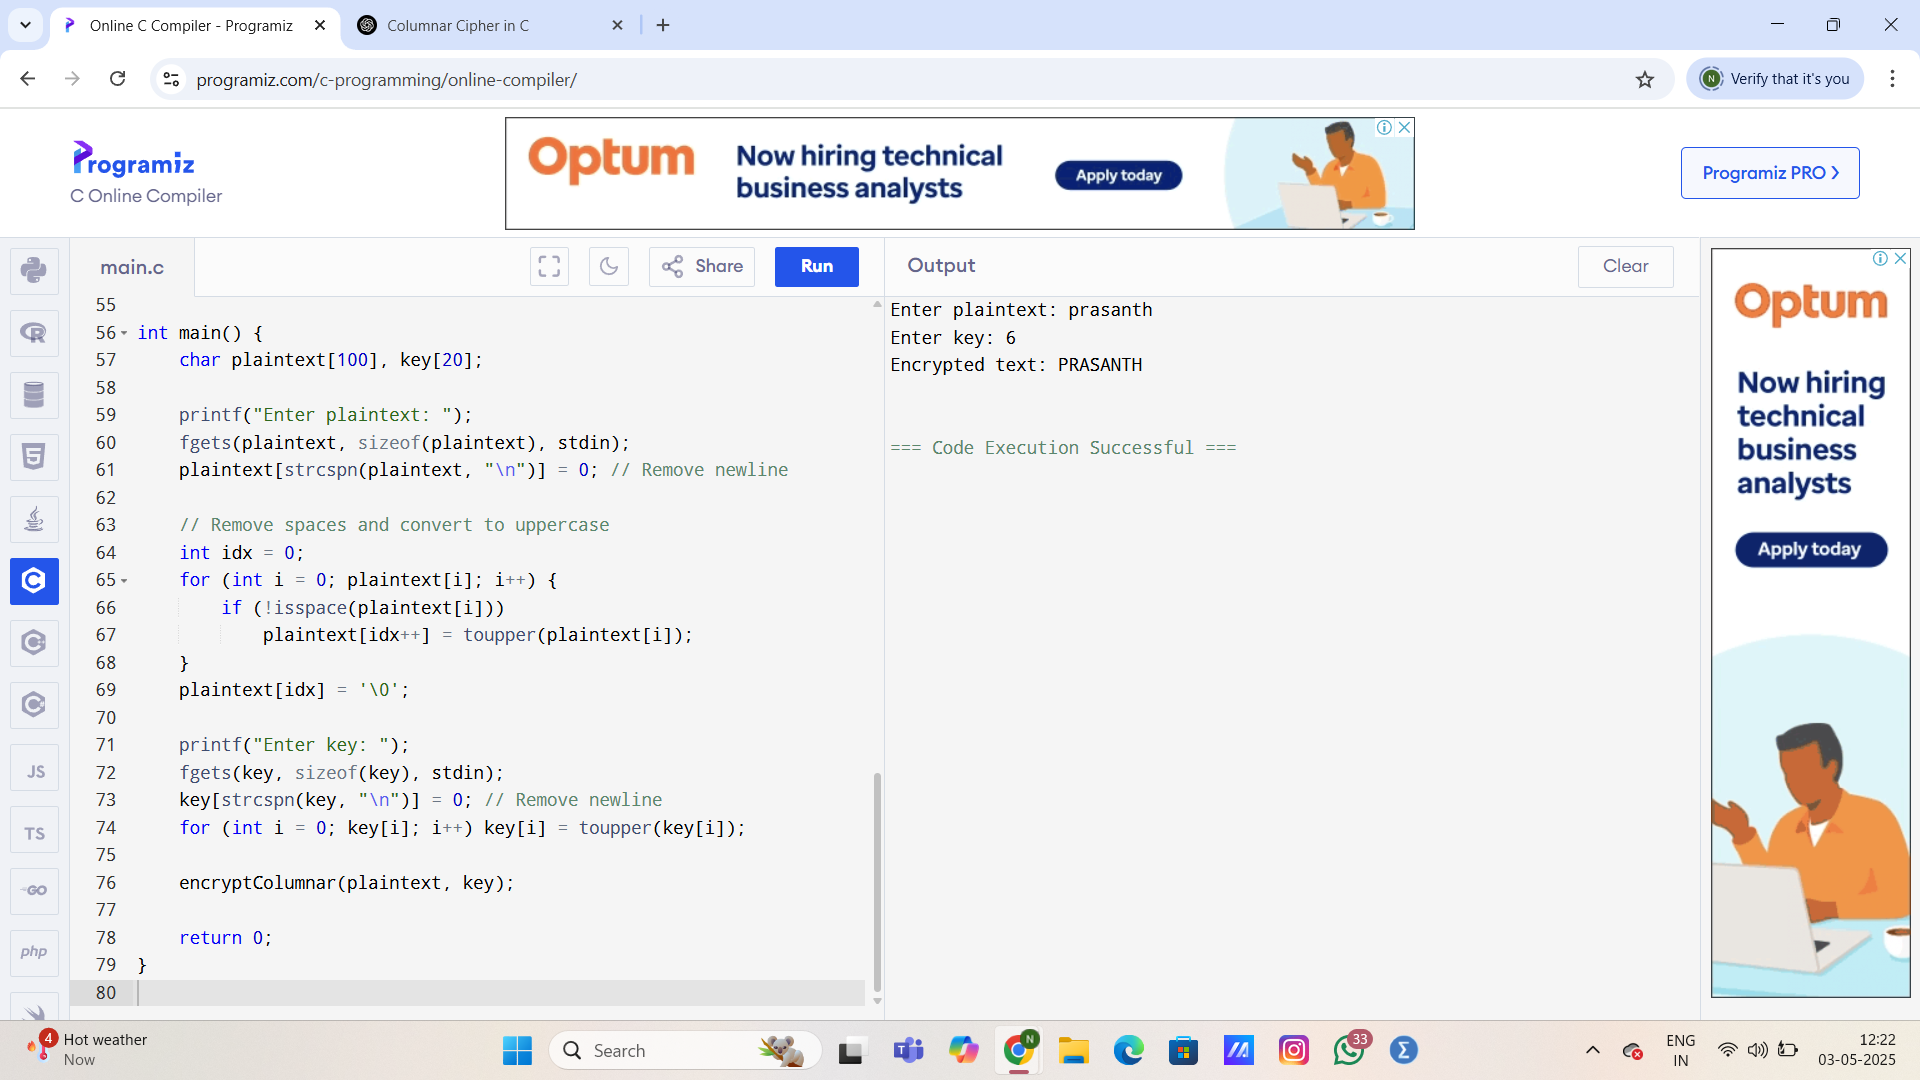 Online C Compiler - Programiz
Columnar Cipher in C
programiz.com/c-programming/online-compiler/
N
Verify that it's you
Programiz
C Online Compiler
Optum
Now hiring technical
business analysts
Apply today
Programiz PRO
main.c
Share
Run
Output
Clear
55
56 int main() {
57 char plaintext[100], key[20];
58
59 printf("Enter plaintext: ");
60 fgets(plaintext, sizeof(plaintext), stdin);
61 plaintext[strcspn(plaintext, "\n")] = 0; // Remove newline
62
63 // Remove spaces and convert to uppercase
64 int idx = 0;
65 for (int i = 0; plaintext[i]; i++) {
66 if (!isspace(plaintext[i]))
67 plaintext[idx++] = toupper(plaintext[i]);
68 }
69 plaintext[idx] = '\0';
70
71 printf("Enter key: ");
72 fgets(key, sizeof(key), stdin);
73 key[strcspn(key, "\n")] = 0; // Remove newline
74 for (int i = 0; key[i]; i++) key[i] = toupper(key[i]);
75
76 encryptColumnar(plaintext, key);
77
78 return 0;
79 }
80
Enter plaintext: prasanth
Enter key: 6
Encrypted text: PRASANTH
=== Code Execution Successful ===
Optum
Now hiring
technical
business
analysts
Apply today
JS
TS
GO
php
4
Hot weather
Now
Search
N
33
ENG
IN
12:22
03-05-2025